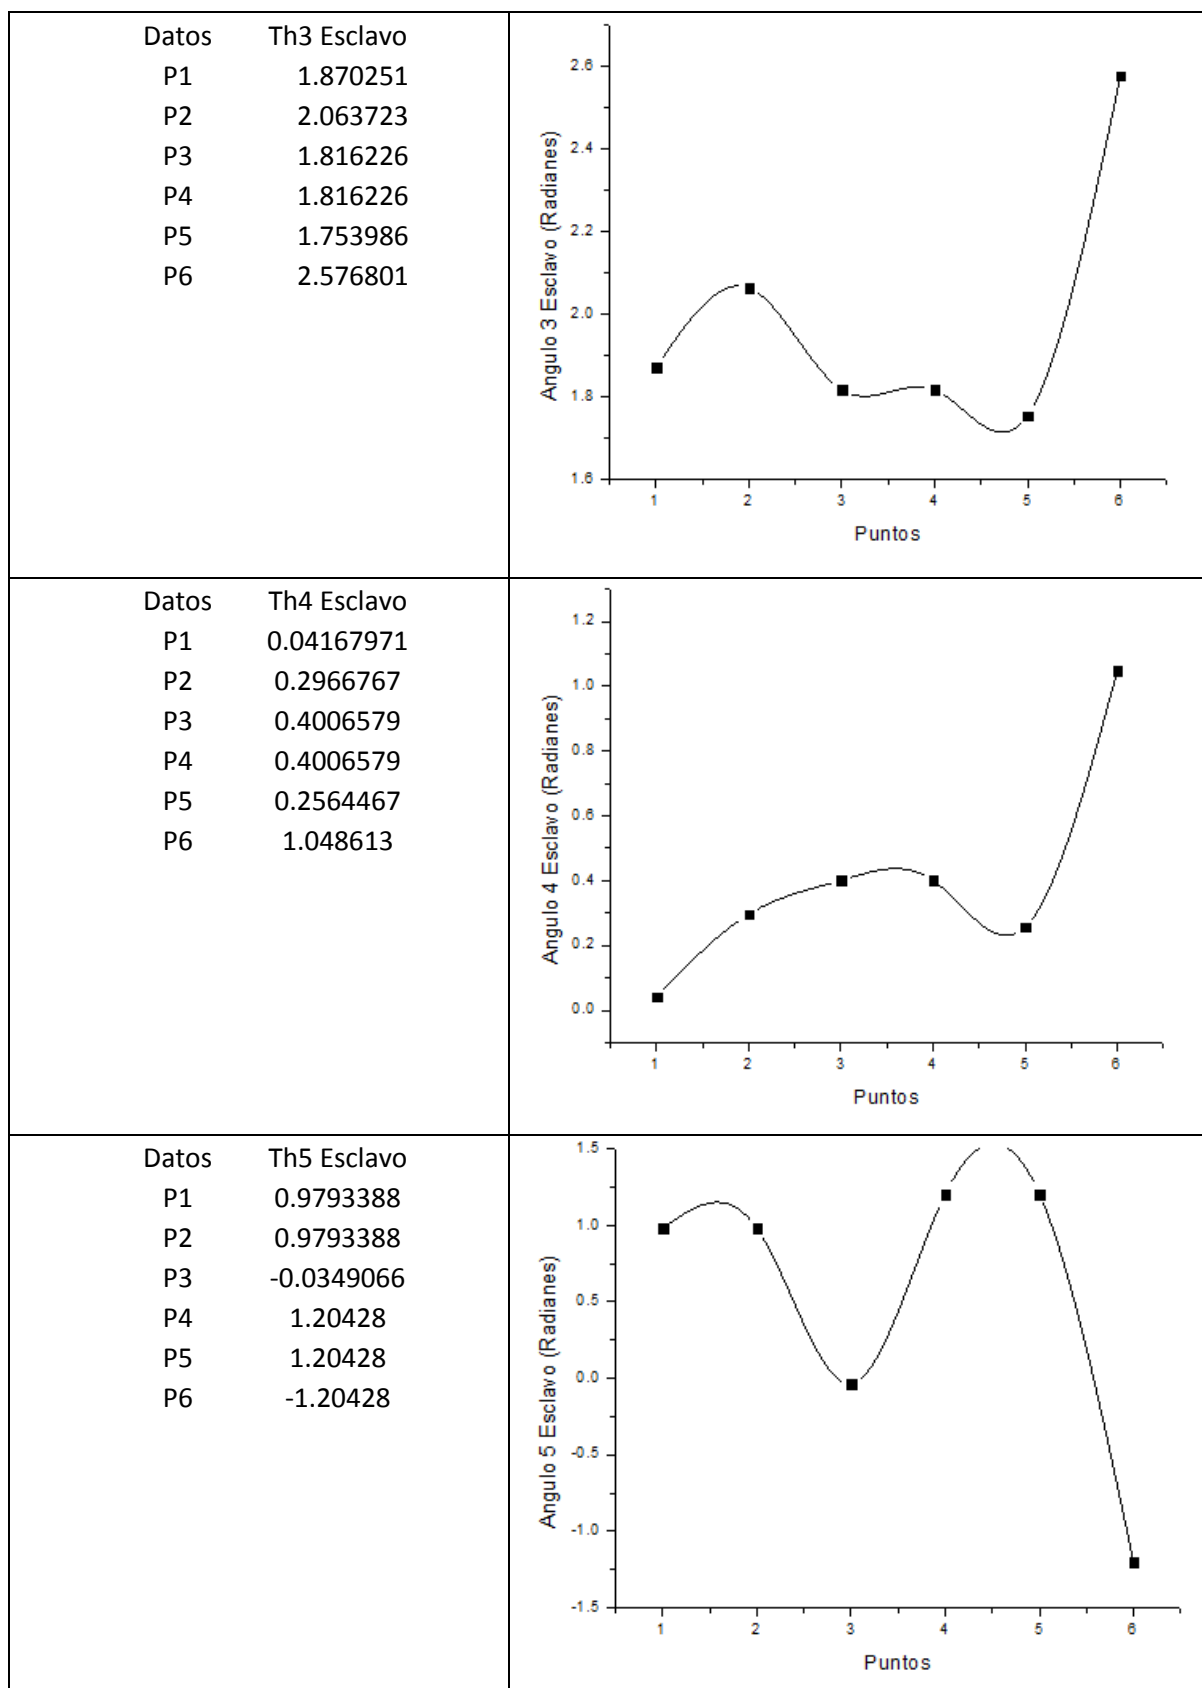 Datos Th3 Esclavo
P1 1.870251
P2 2.063723
P3 1.816226
P4 1.816226
P5 1.753986
P6 2.576801
Angulo 3 Esclavo (Radianes)
2.6
2.4
2.2
2.0
1.8
1.6
1 2 3 4 5 6
Puntos
Datos Th4 Esclavo
P1 0.04167971
P2 0.2966767
P3 0.4006579
P4 0.4006579
P5 0.2564467
P6 1.048613
Angulo 4 Esclavo (Radianes)
1.2
1.0
0.8
0.6
0.4
0.2
0.0
1 2 3 4 5 6
Puntos
Datos Th5 Esclavo
P1 0.9793388
P2 0.9793388
P3 -0.0349066
P4 1.20428
P5 1.20428
P6 -1.20428
Angulo 5 Esclavo (Radianes)
1.5
1.0
0.5
0.0
-0.5
-1.0
-1.5
1 2 3 4 5 6
Puntos